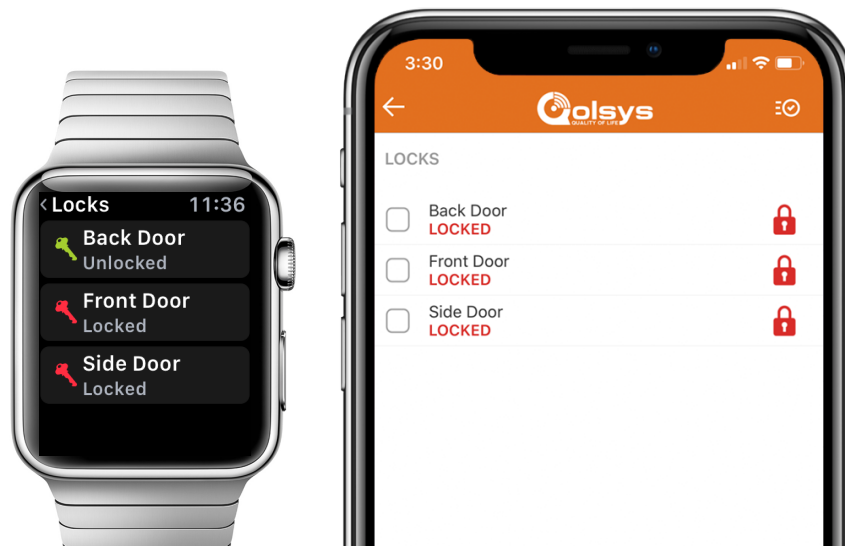 Locks 11:36
Back Door
Unlocked
Front Door
Locked
Side Door
Locked
3:30
Qolsys
QUALITY OF LIFE
LOCKS
Back Door
LOCKED
Front Door
LOCKED
Side Door
LOCKED